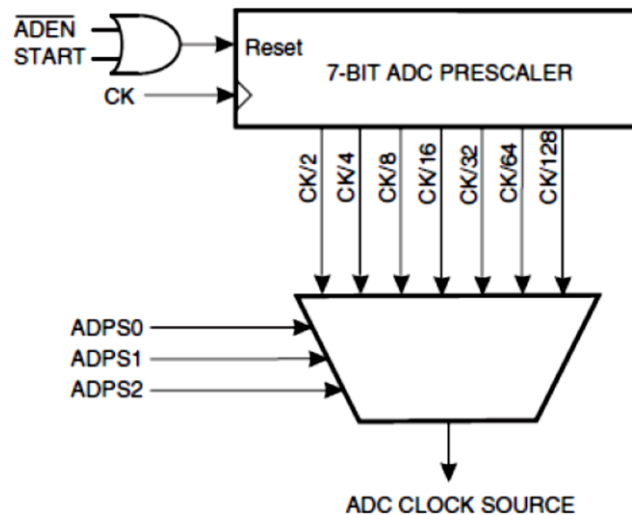 ADEN
START
Reset
7-BIT ADC PRESCALER
CK
CK/2
CK/4
CK/8
CK/16
CK/32
CK/64
CK/128
ADPS0
ADPS1
ADPS2
ADC CLOCK SOURCE